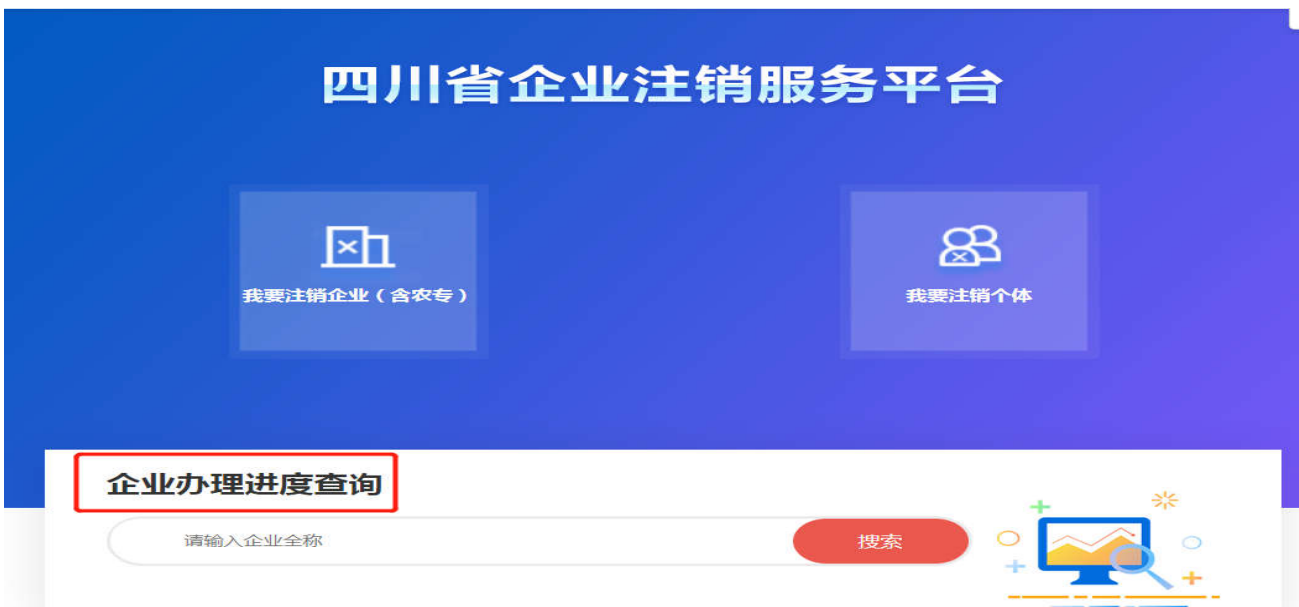 四川省企业注销服务平台
我要注销企业（含农专）
我要注销个体
企业办理进度查询
请输入企业全称
搜索